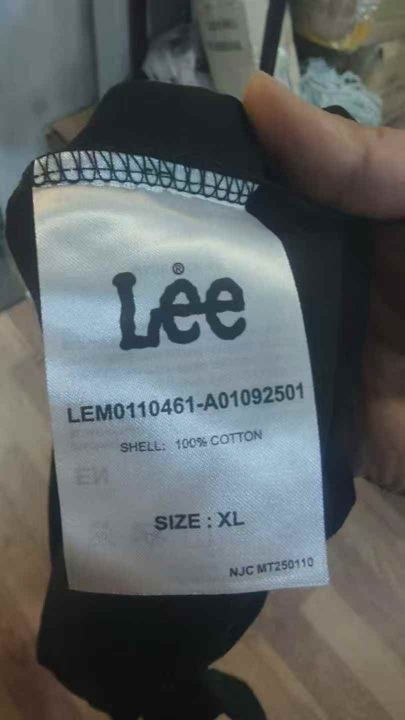 Lee®
LEM0110461-A01092501
SHELL: 100% COTTON
SIZE : XL
NJC MT250110